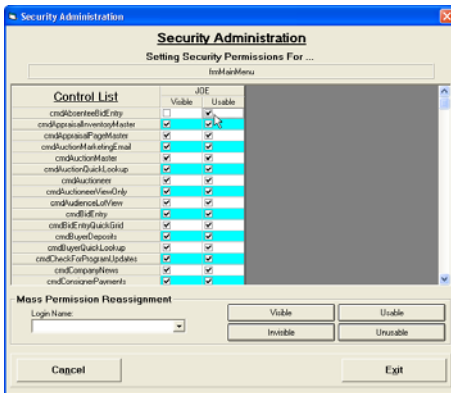 Security Administration
Security Administration
Setting Security Permissions For ...
frmMainMenu
Control List
JOE
Visible Usable
cmdAbsenteeBidEntry
cmdAppraisalInventoryMaster
cmdAppraisalPageMaster
cmdAuctionMarketingEmail
cmdAuctionMaster
cmdAuctionQuickLookup
cmdAuctioneer
cmdAuctioneerViewOnly
cmdAudienceLotView
cmdBidEntry
cmdBidEntryQuickGrid
cmdBuyerDeposits
cmdBuyerQuickLookup
cmdCheckForProgramUpdates
cmdCompanyNews
cmdConsignerPayments
Mass Permission Reassignment
Login Name:
Visible Usable
Invisible Unusable
Cancel Exit